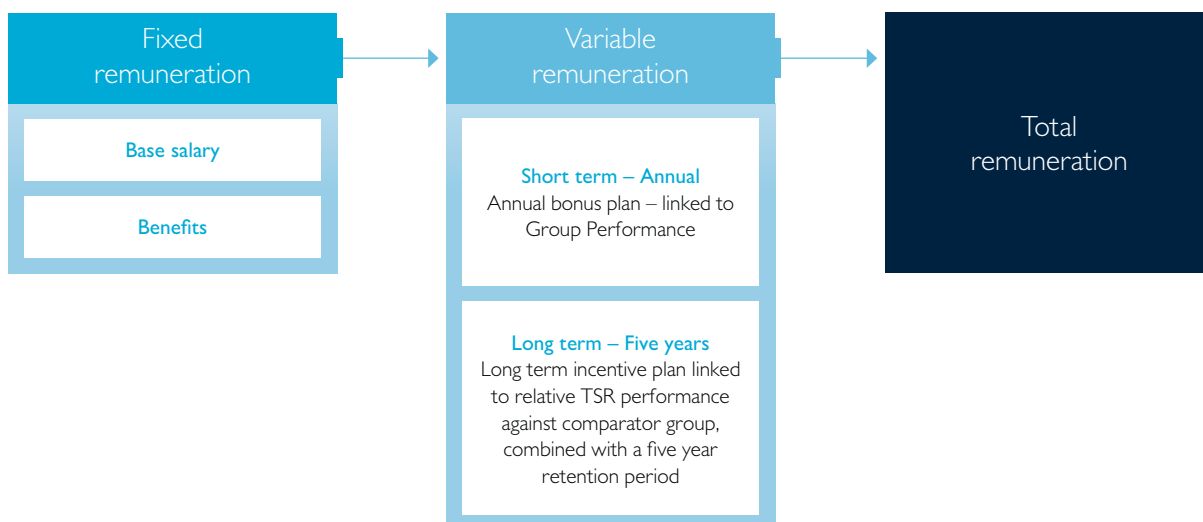 Fixed
remuneration
Base salary
Benefits
Variable
remuneration
Short term – Annual
Annual bonus plan – linked to
Group Performance
Long term – Five years
Long term incentive plan linked
to relative TSR performance
against comparator group,
combined with a five year
retention period
Total
remuneration